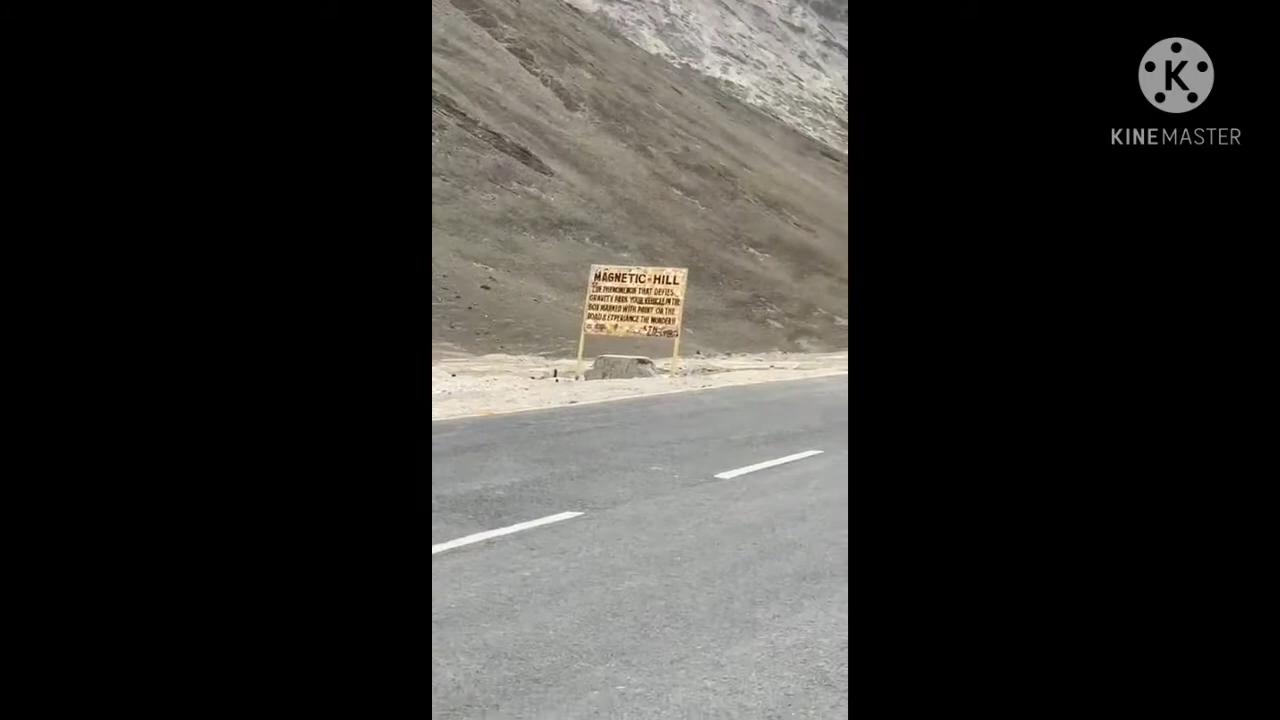 MAGNETIC-HILL
THE PHENOMENON THAT DEFIES
GRAVITY PARK YOUR VEHICLE IN THE
BOX MARKED WITH PAINT ON THE
ROAD & EXPERIANCE THE WONDER!!
K
KINEMASTER